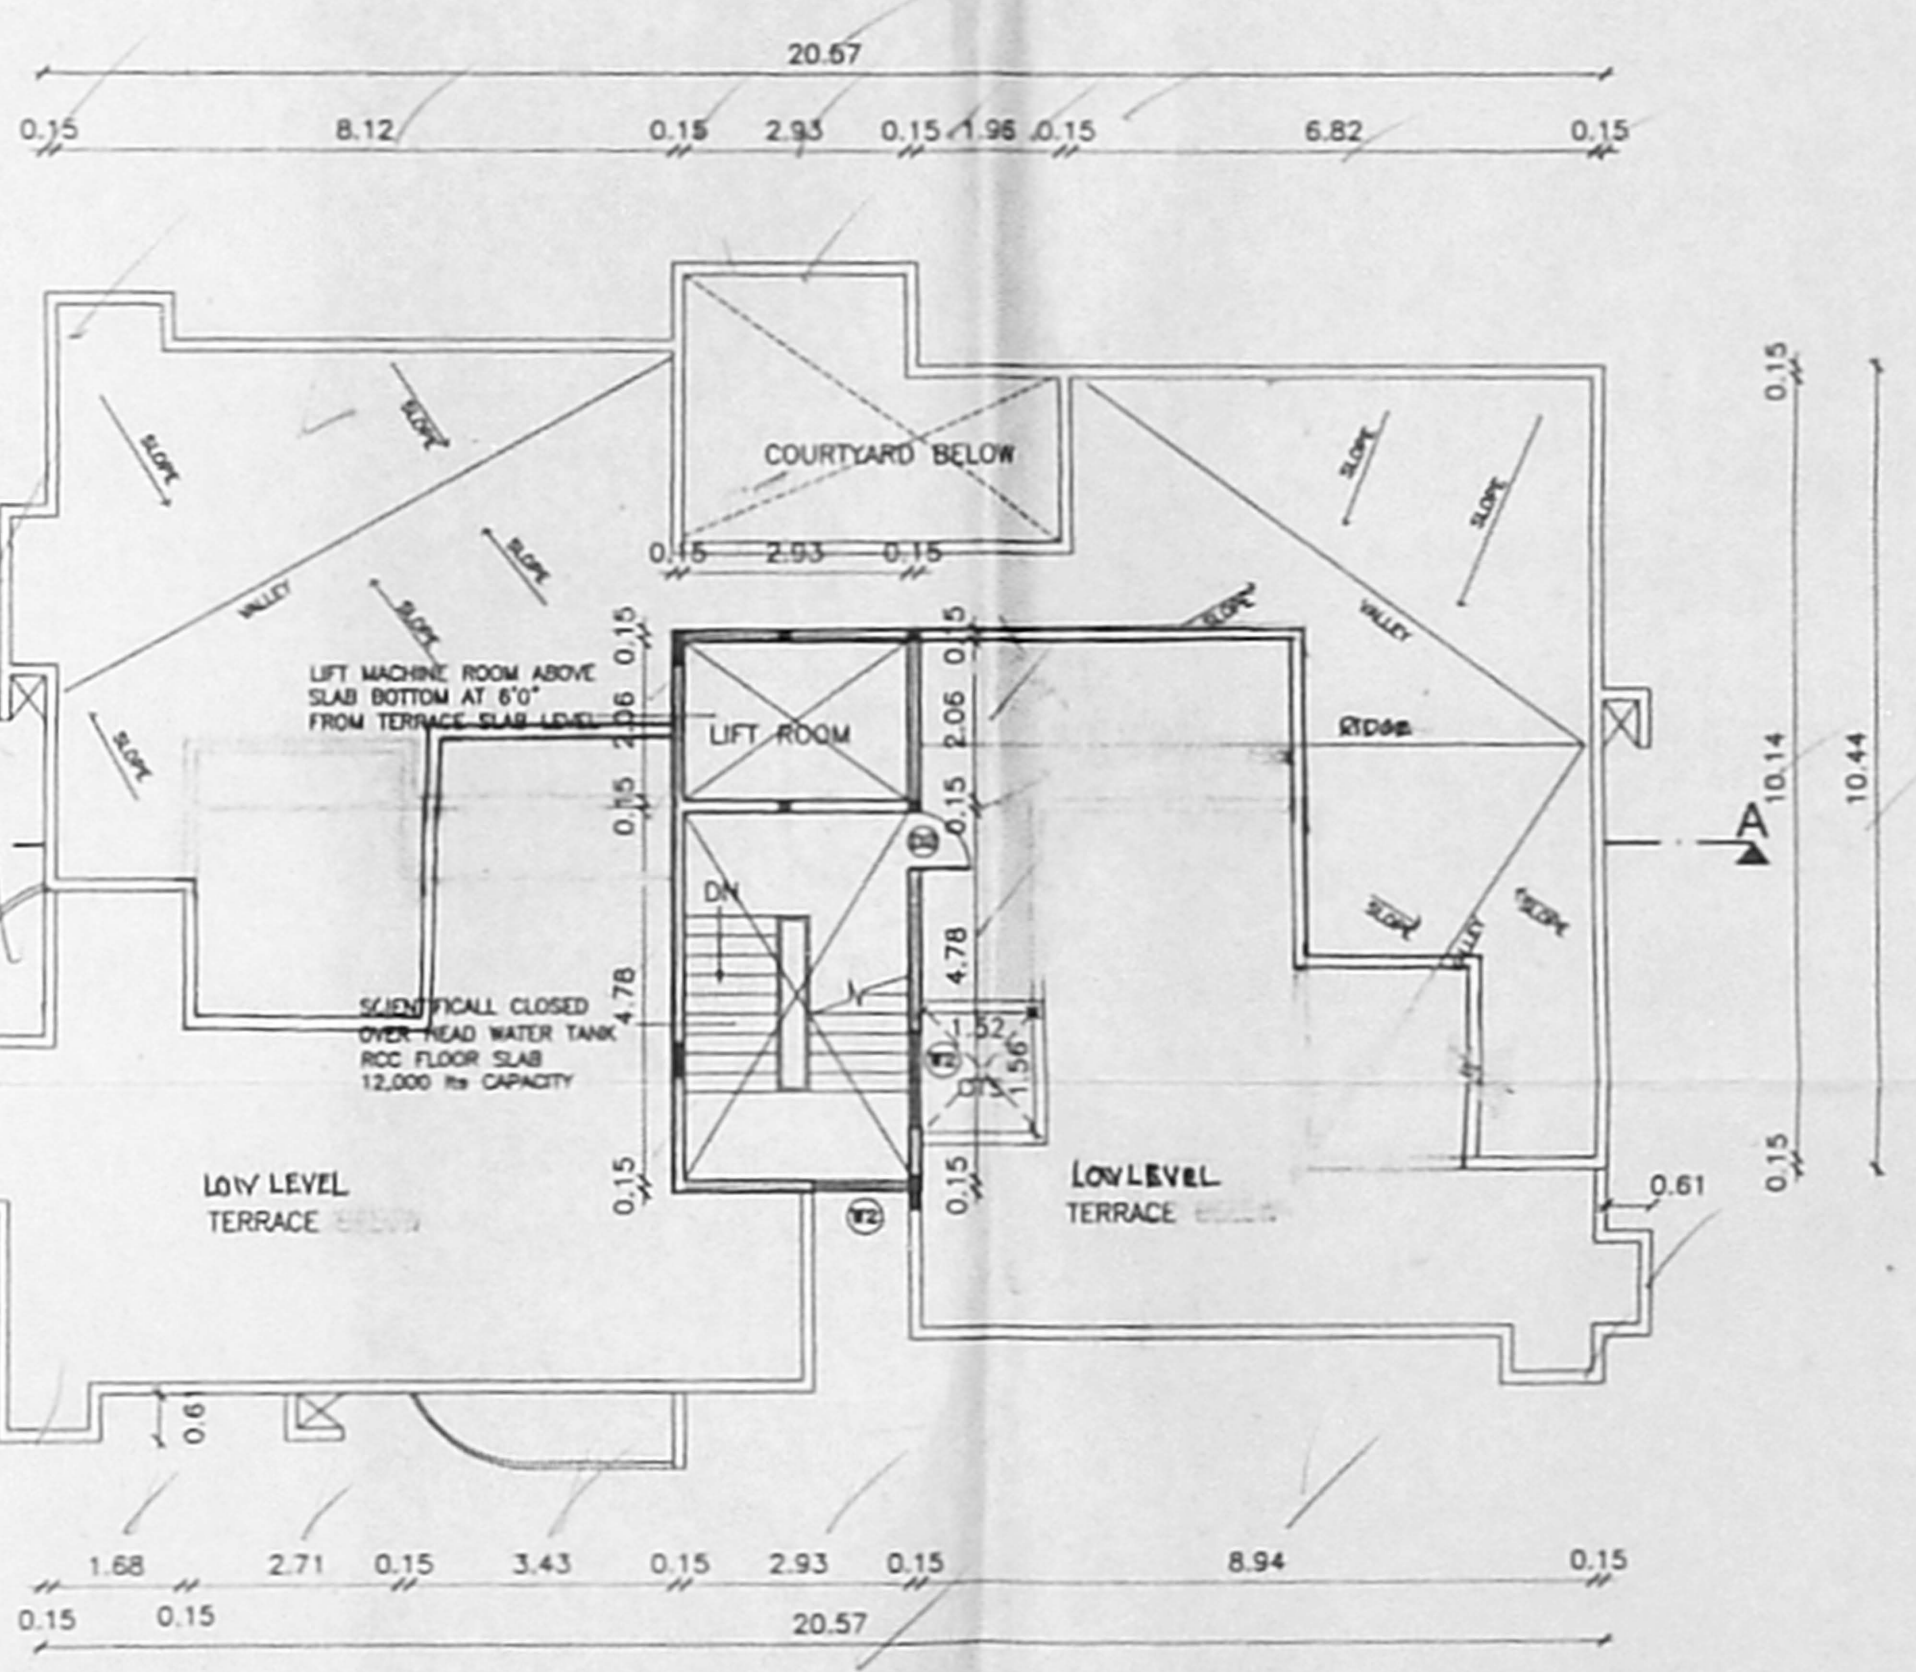 20.57
0.15 8.12 0.15 2.93 0.15 1.96 0.15 6.82 0.15
SLOPE
SLOPE
SLOPE
SLOPE
COURTYARD BELOW
0.15 2.93 0.15
0.15
SLOPE
VALLEY
SLOPE
SLOPE
VALLEY
0.15
0.15
LIFT MACHINE ROOM ABOVE
SLAB BOTTOM AT 6'0"
FROM TERRACE SLAB LEVEL
2.06
LIFT ROOM
2.06
RIDGE
SLOPE
10.14
10.44
0.15
0.15
A
DN
SLOPE
SLOPE
VALLEY
4.78
4.78
SCIENTIFICALL CLOSED
OVER HEAD WATER TANK
RCC FLOOR SLAB
12,000 lts CAPACITY
1.52
1.56
OTS
0.15
0.15
0.15
LOW LEVEL
TERRACE
LOW LEVEL
TERRACE
W2
0.61
0.61
1.68 2.71 0.15 3.43 0.15 2.93 0.15 8.94 0.15
0.15 0.15
20.57